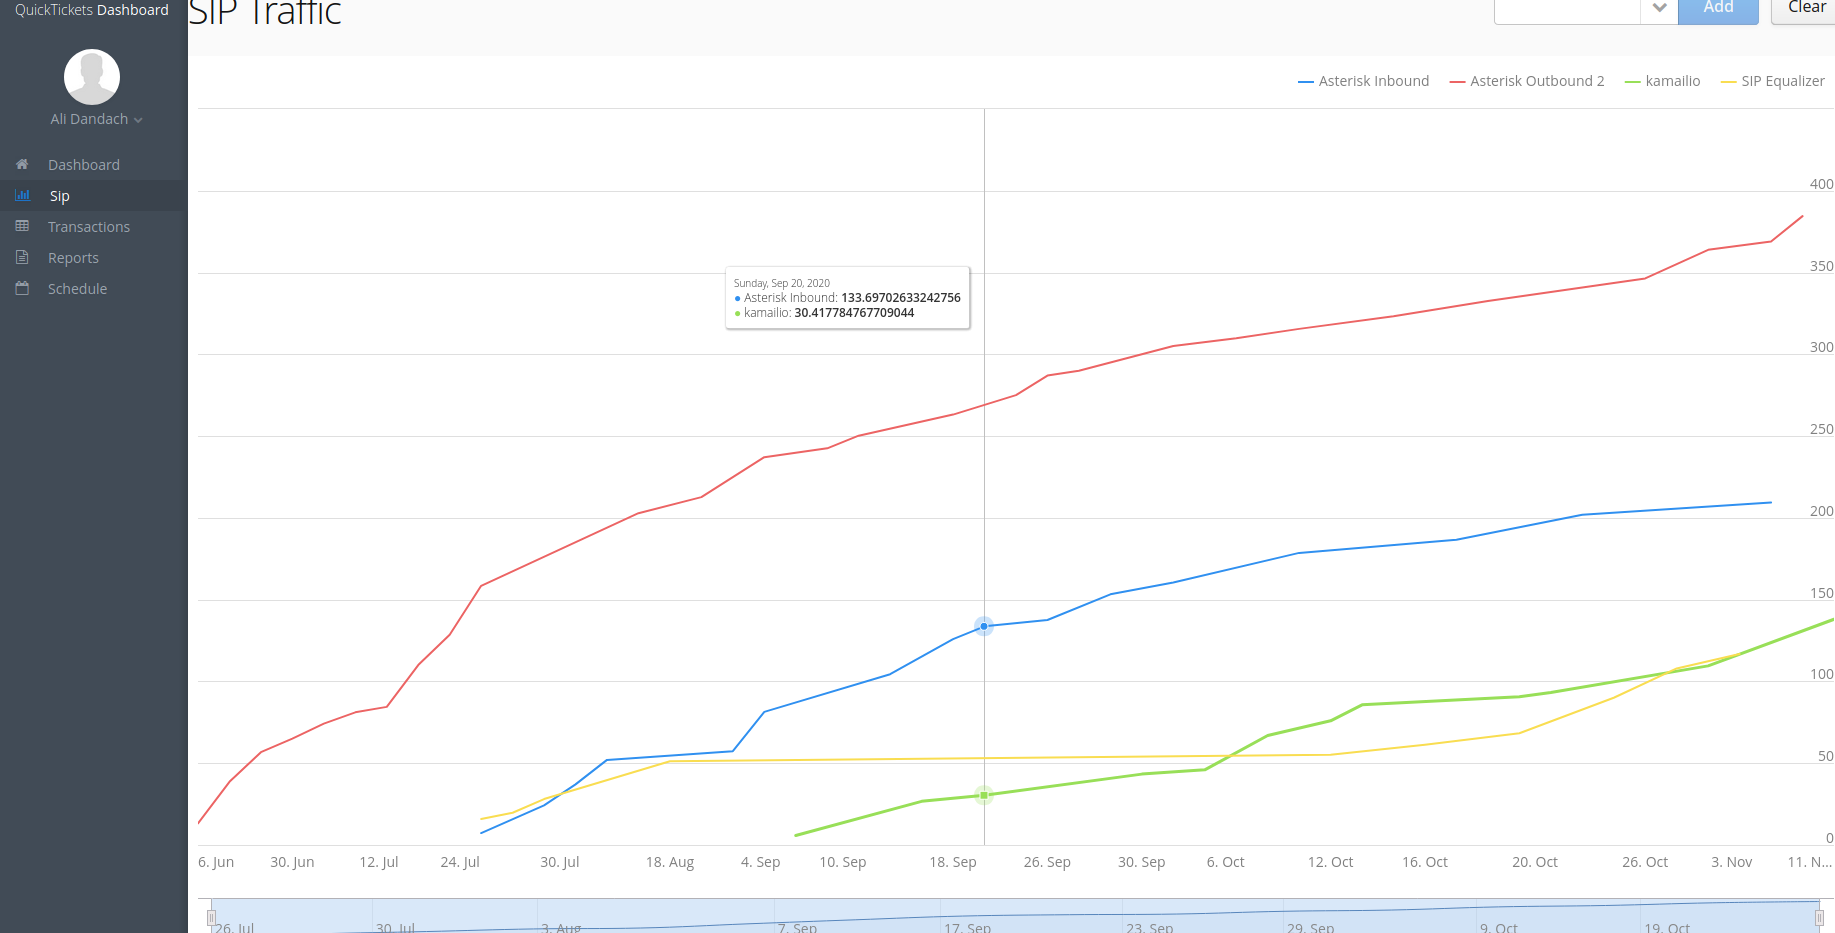 QuickTickets Dashboard
SIP Traffic
Add
Clear
Ali Dandach
Dashboard
Sip
Transactions
Reports
Schedule
Asterisk Inbound
Asterisk Outbound 2
kamailio
SIP Equalizer
400
350
300
250
200
150
100
50
0
Sunday, Sep 20, 2020
Asterisk Inbound: 133.69702633242756
kamailio: 30.417784767709044
6. Jun 30. Jun 12. Jul 24. Jul 30. Jul 18. Aug 4. Sep 10. Sep 18. Sep 26. Sep 30. Sep 6. Oct 12. Oct 16. Oct 20. Oct 26. Oct 3. Nov 11. N...
26. Jul 30. Jul 3. Aug 7. Sep 17. Sep 23. Sep 29. Sep 9. Oct 19. Oct